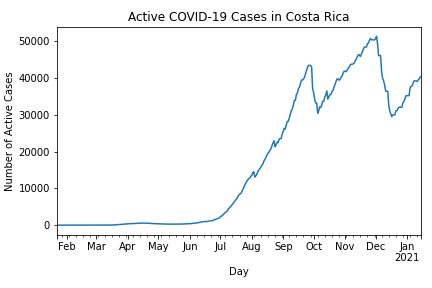 Active COVID-19 Cases in Costa Rica
Number of Active Cases
50000
40000
30000
20000
10000
0
Feb Mar Apr May Jun Jul Aug Sep Oct Nov Dec Jan
2021
Day